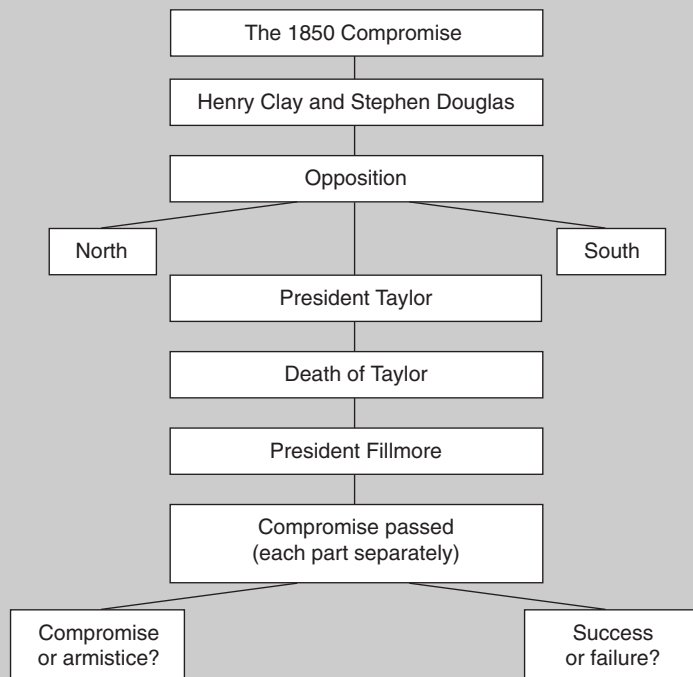 The 1850 Compromise
Henry Clay and Stephen Douglas
Opposition
North
South
President Taylor
Death of Taylor
President Fillmore
Compromise passed
(each part separately)
Compromise
or armistice?
Success
or failure?